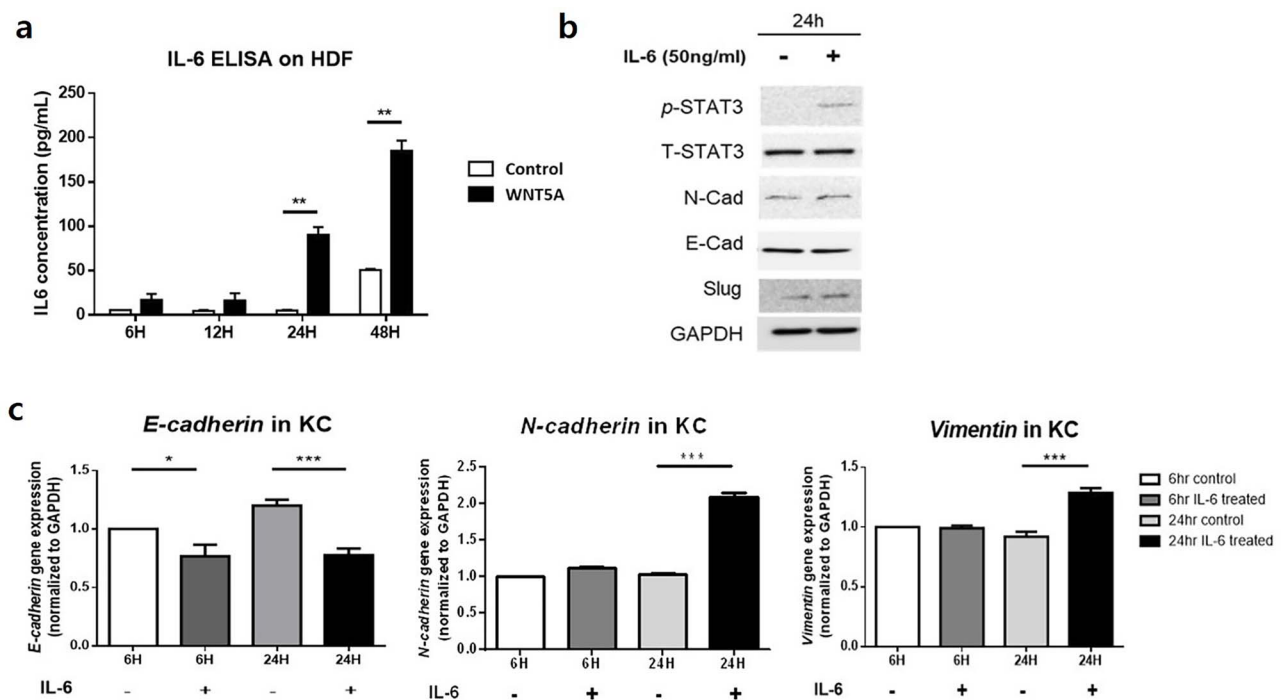 a
IL-6 ELISA on HDF
IL6 concentration (pg/mL)
250
200
150
100
50
0
**
**
6H 12H 24H 48H
Control
WNT5A
b
24h
IL-6 (50ng/ml) - +
p-STAT3
T-STAT3
N-Cad
E-Cad
Slug
GAPDH
c
E-cadherin in KC
E-cadherin gene expression
(normalized to GAPDH)
1.5
1.0
0.5
0.0
*
***
6H 6H 24H 24H
IL-6 - + - +
N-cadherin in KC
N-cadherin gene expression
(normalized to GAPDH)
2.5
2.0
1.5
1.0
0.5
0.0
***
6H 6H 24H 24H
IL-6 - + - +
Vimentin in KC
Vimentin gene expression
(normalized to GAPDH)
1.5
1.0
0.5
0.0
***
6H 6H 24H 24H
IL-6 - + - +
6hr control
6hr IL-6 treated
24hr control
24hr IL-6 treated